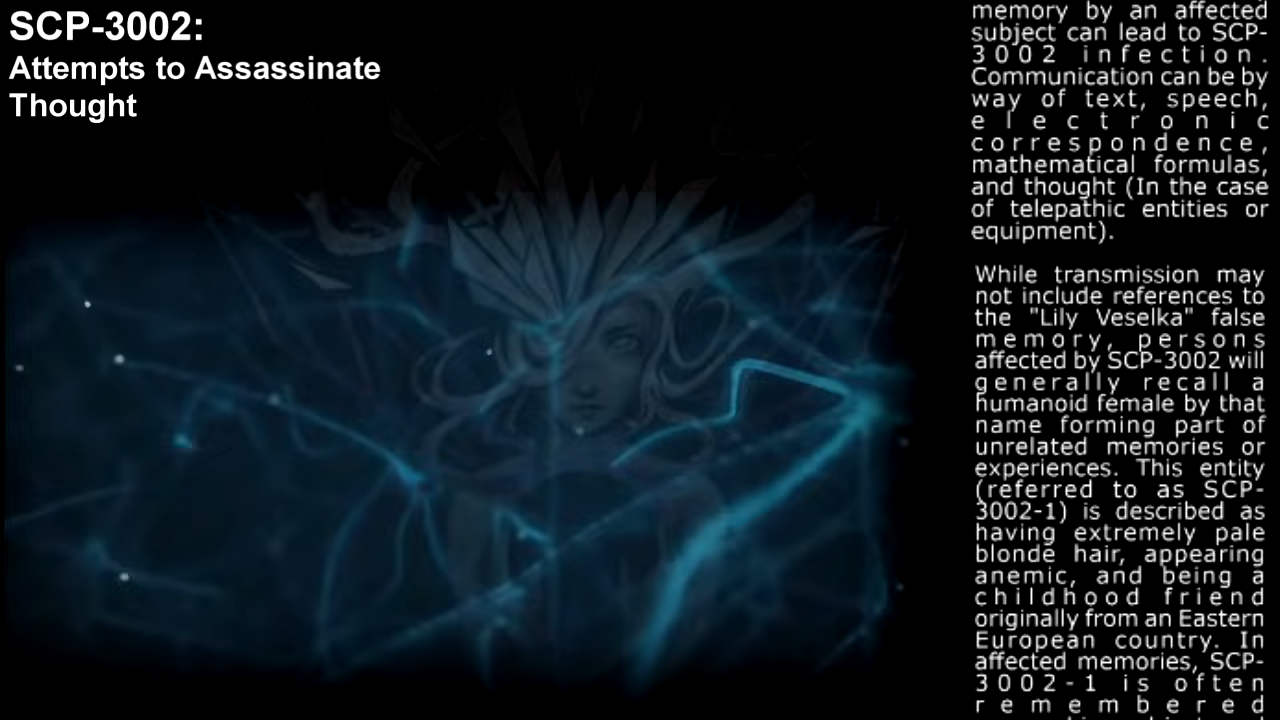 SCP-3002:
Attempts to Assassinate
Thought
memory by an affected
subject can lead to SCP-
3002 infection.
Communication can be by
way of text, speech,
electronic
correspondence,
mathematical formulas,
and thought (In the case
of telepathic entities or
equipment).
While transmission may
not include references to
the "Lily Veselka" false
memory, persons
affected by SCP-3002 will
generally recall a
humanoid female by that
name forming part of
unrelated memories or
experiences. This entity
(referred to as SCP-
3002-1) is described as
having extremely pale
blonde hair, appearing
anemic, and being a
childhood friend
originally from an Eastern
European country. In
affected memories, SCP-
3002-1 is often
remembered